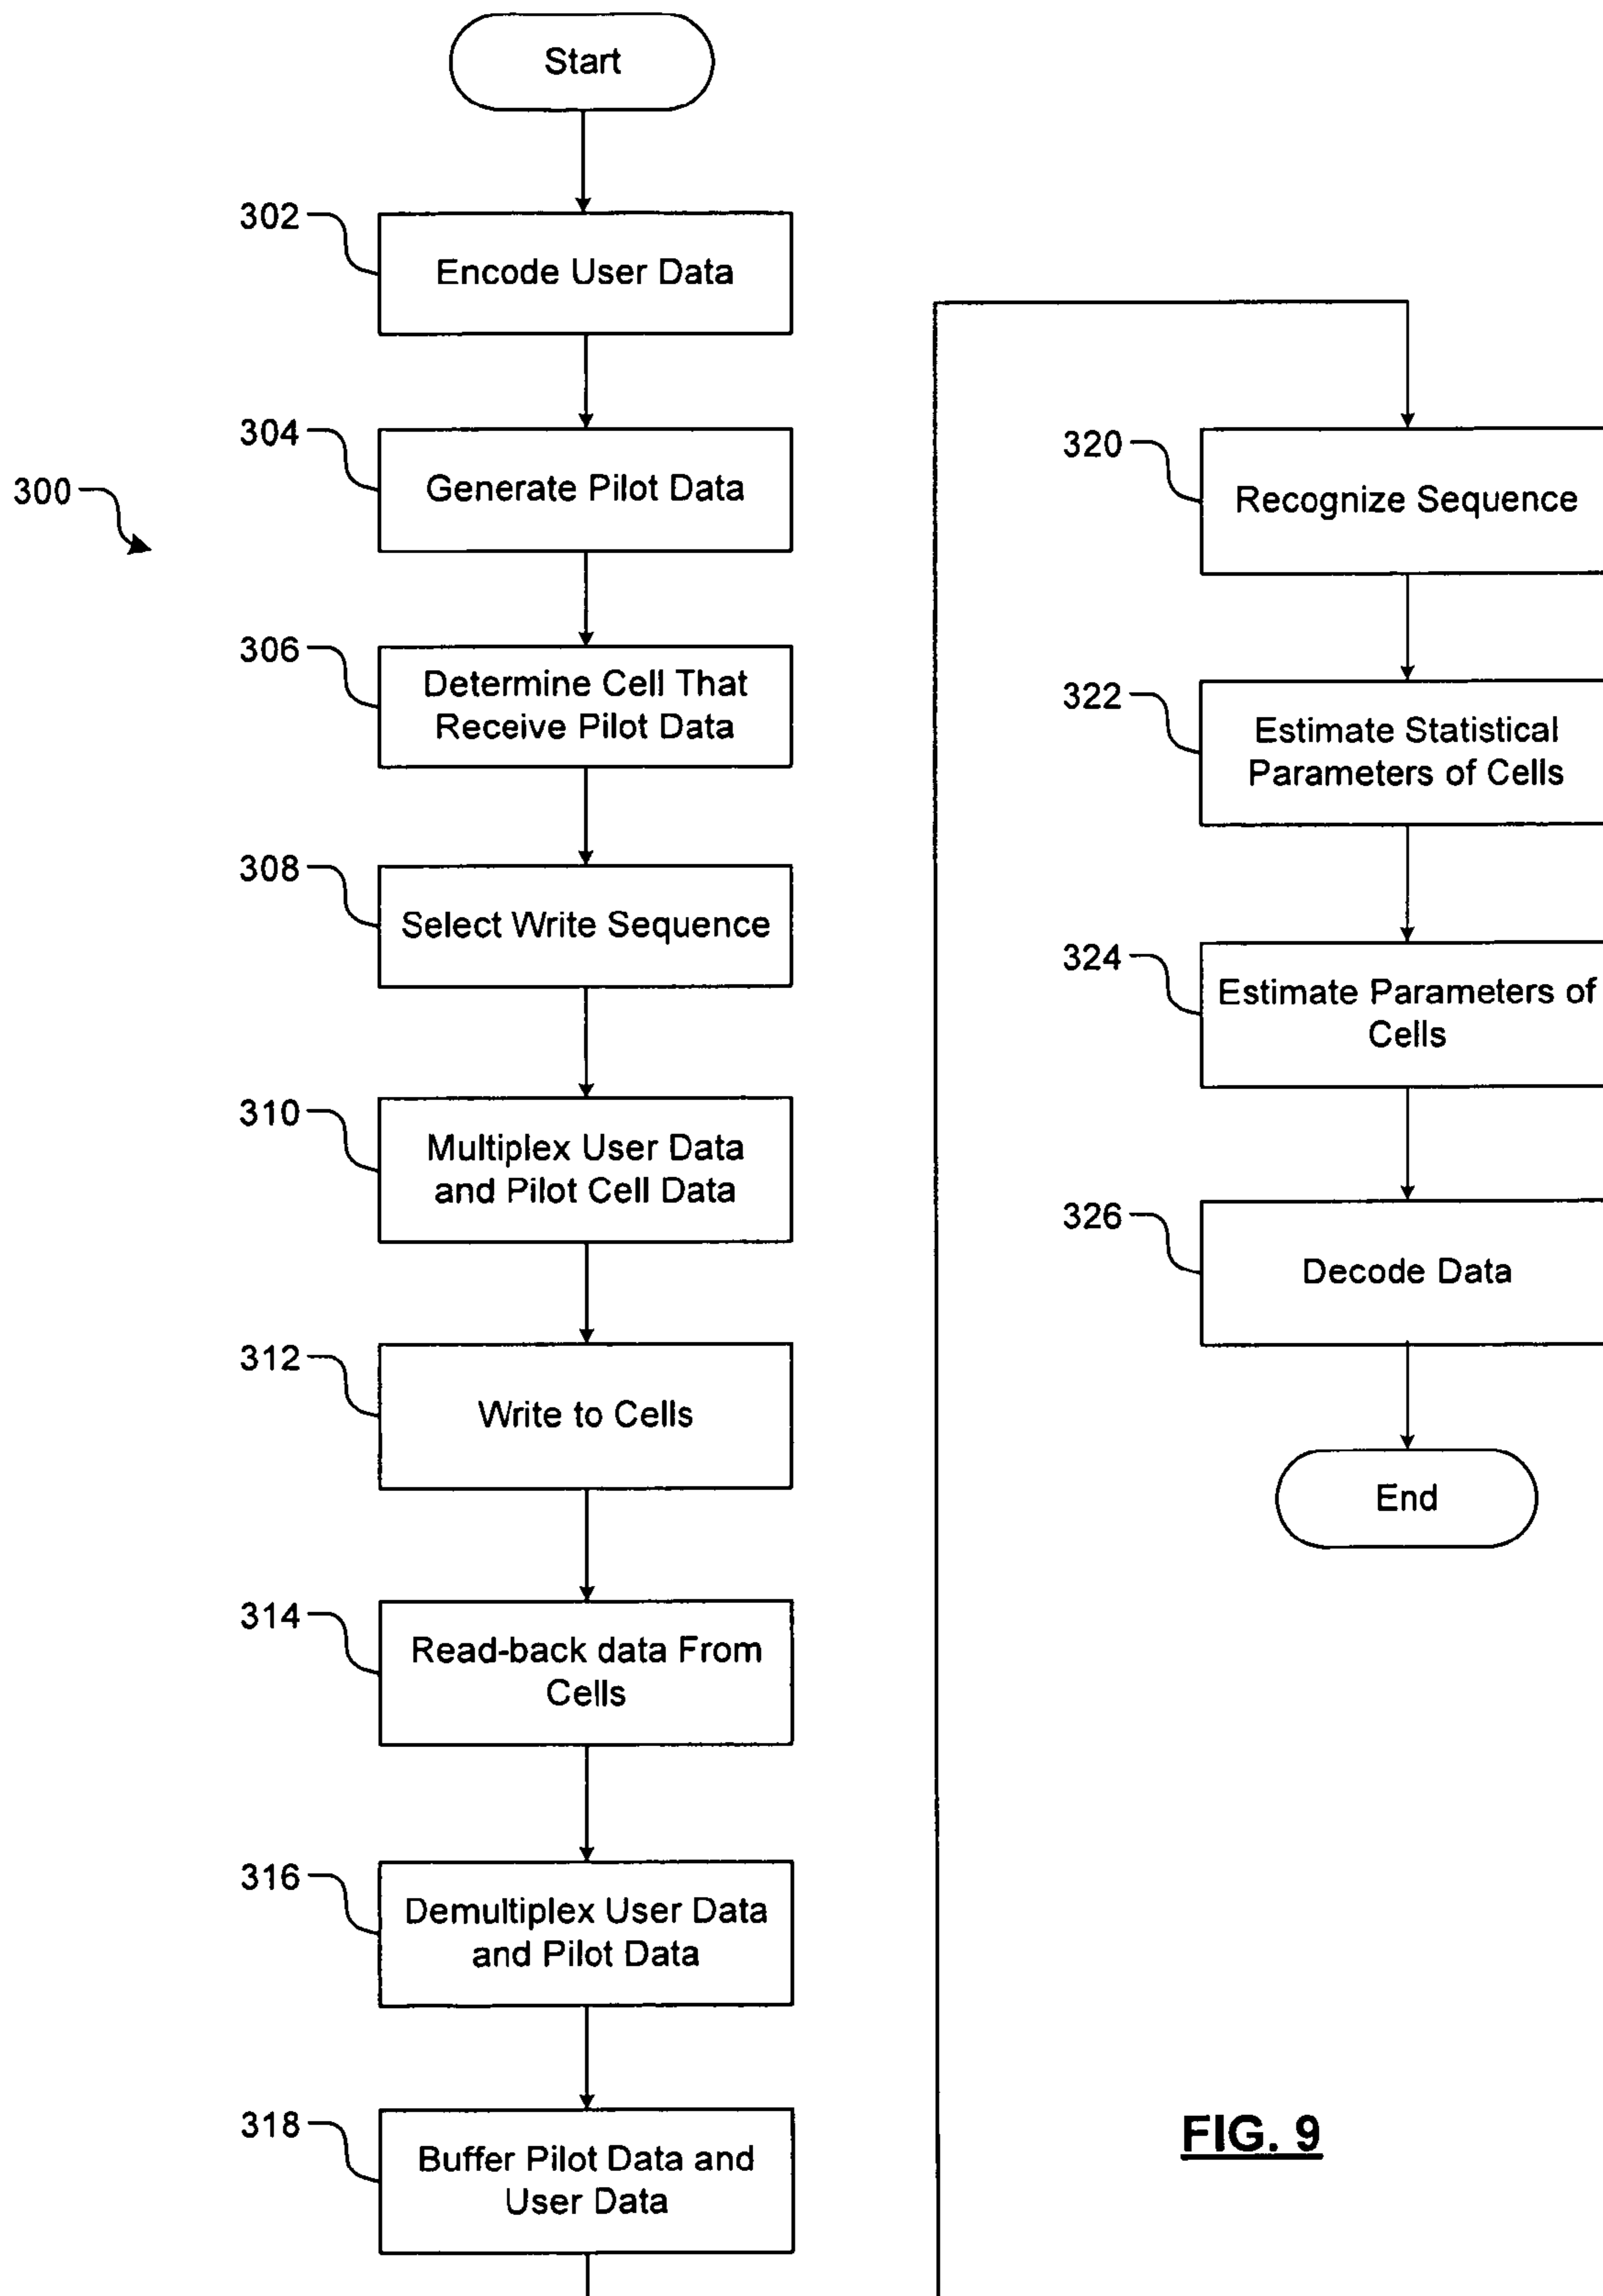 Start
302
Encode User Data
304
Generate Pilot Data
300
306
Determine Cell That
Receive Pilot Data
308
Select Write Sequence
310
Multiplex User Data
and Pilot Cell Data
312
Write to Cells
314
Read-back data From
Cells
316
Demultiplex User Data
and Pilot Data
318
Buffer Pilot Data and
User Data
320
Recognize Sequence
322
Estimate Statistical
Parameters of Cells
324
Estimate Parameters of
Cells
326
Decode Data
End
FIG. 9